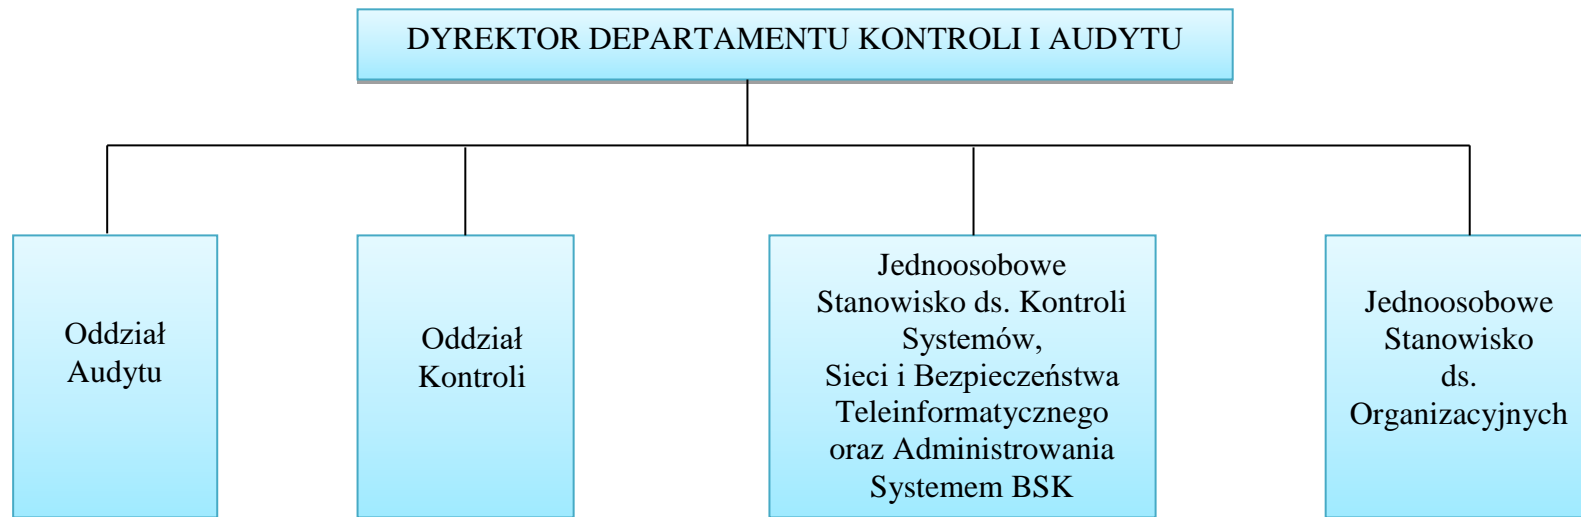 DYREKTOR DEPARTAMENTU KONTROLI I AUDYTU
Oddział
Audytu
Oddział
Kontroli
Jednoosobowe
Stanowisko ds. Kontroli
Systemów,
Sieci i Bezpieczeństwa
Teleinformatycznego
oraz Administrowania
Systemem BSK
Jednoosobowe
Stanowisko
ds.
Organizacyjnych